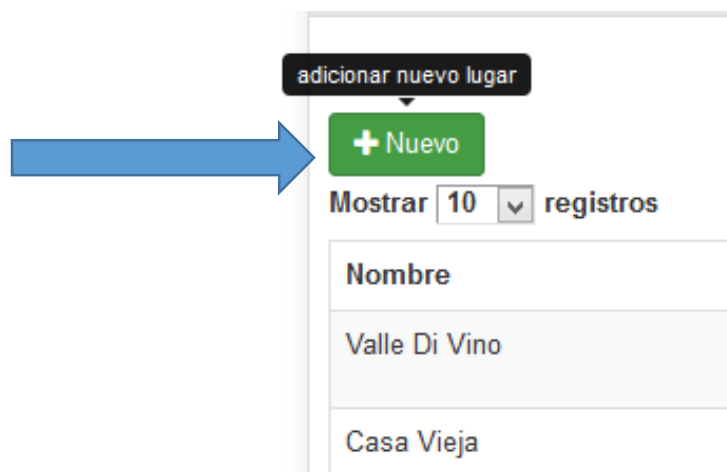 adicionar nuevo lugar
Nuevo
Mostrar 10 registros
Nombre
Valle Di Vino
Casa Vieja